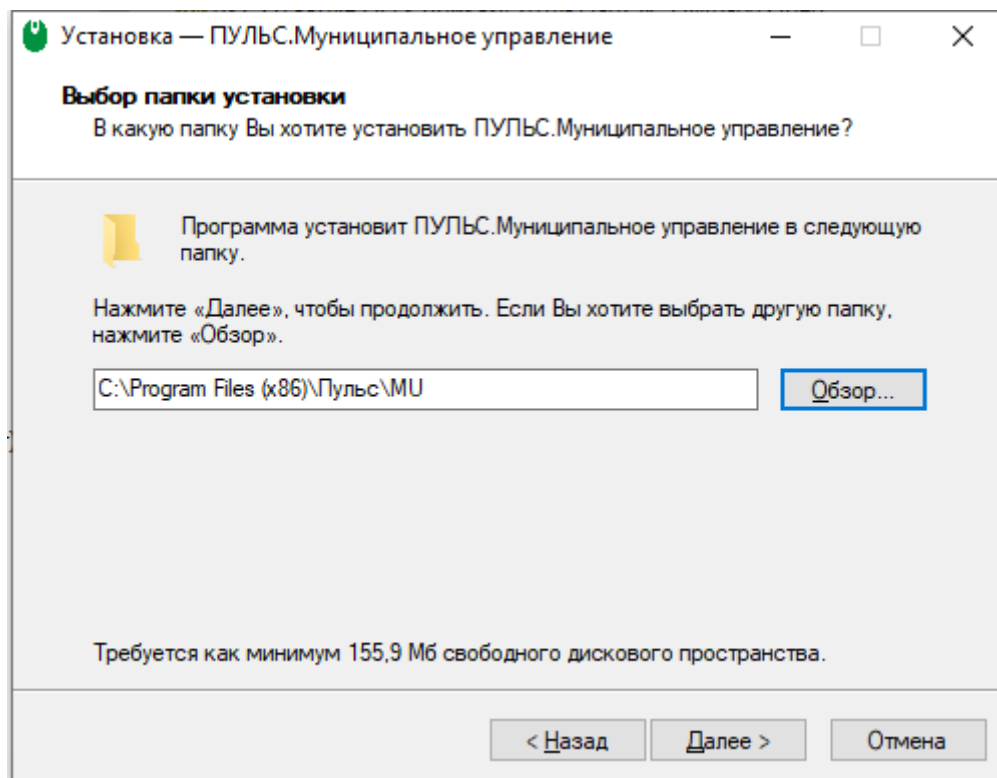 Установка — ПУЛЬС.Муниципальное управление
Выбор папки установки
В какую папку Вы хотите установить ПУЛЬС.Муниципальное управление?
Программа установит ПУЛЬС.Муниципальное управление в следующую
папку.
Нажмите «Далее», чтобы продолжить. Если Вы хотите выбрать другую папку,
нажмите «Обзор».
C:\Program Files (x86)\Пульс\MU
Обзор...
Требуется как минимум 155,9 Мб свободного дискового пространства.
< Назад
Далее >
Отмена